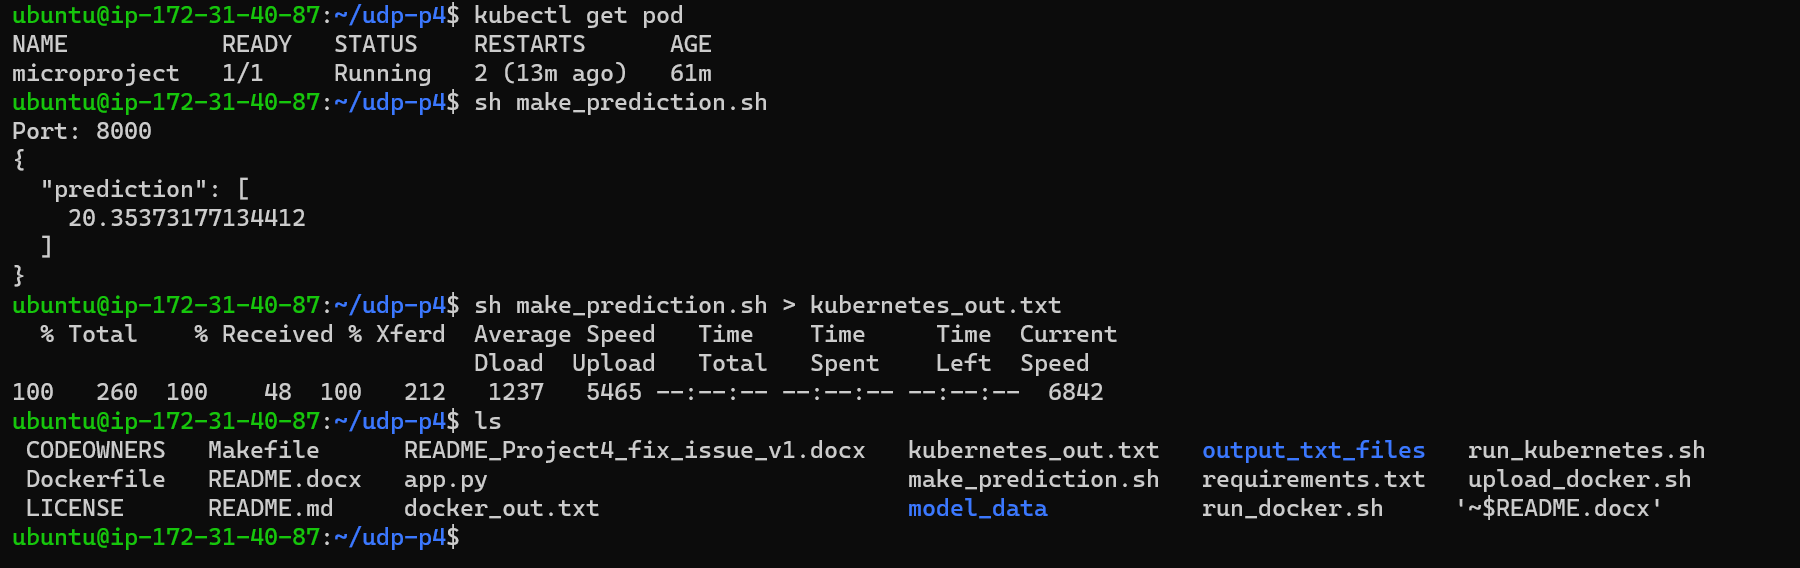 ubuntu@ip-172-31-40-87:~/udp-p4$ kubectl get pod
NAME           READY   STATUS    RESTARTS      AGE
microproject   1/1     Running   2 (13m ago)   61m
ubuntu@ip-172-31-40-87:~/udp-p4$ sh make_prediction.sh
Port: 8000
{
  "prediction": [
    20.35373177134412
  ]
}
ubuntu@ip-172-31-40-87:~/udp-p4$ sh make_prediction.sh > kubernetes_out.txt
  % Total    % Received % Xferd  Average Speed   Time    Time     Time  Current
                                 Dload  Upload   Total   Spent    Left  Speed
100   260  100    48  100   212   1237   5465 --:--:-- --:--:-- --:--:--  6842
ubuntu@ip-172-31-40-87:~/udp-p4$ ls
 CODEOWNERS   Makefile      README_Project4_fix_issue_v1.docx   kubernetes_out.txt   output_txt_files   run_kubernetes.sh
 Dockerfile   README.docx   app.py                              make_prediction.sh   requirements.txt   upload_docker.sh
 LICENSE      README.md     docker_out.txt                      model_data           run_docker.sh     '~$README.docx'
ubuntu@ip-172-31-40-87:~/udp-p4$